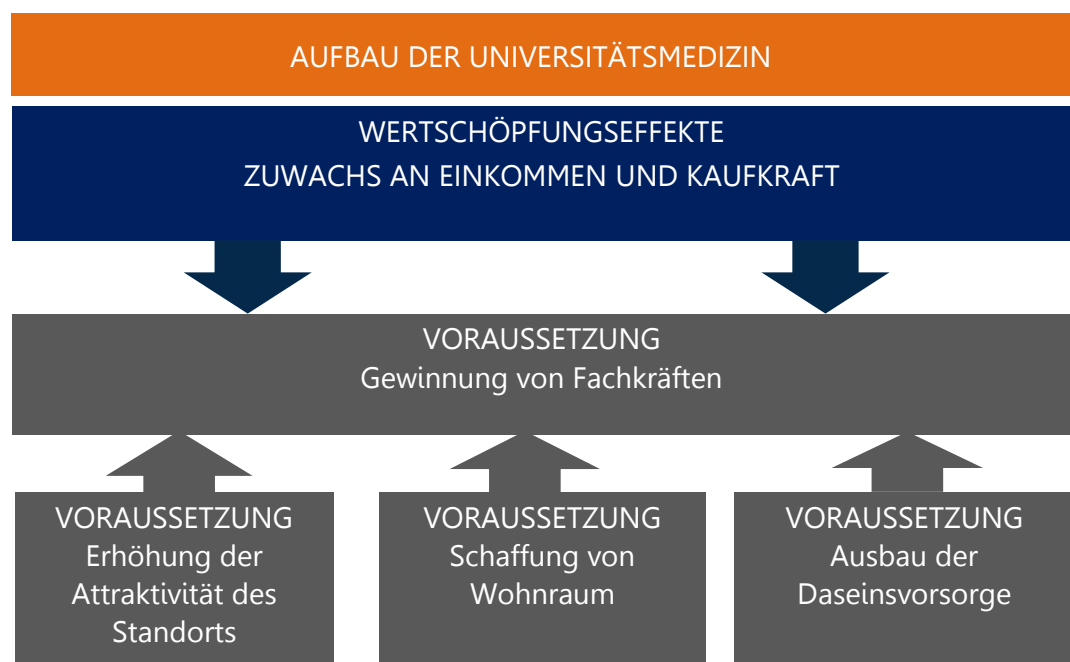 AUFBAU DER UNIVERSITÄTSMEDIZIN
WERTSCHÖPFUNGSEFFEKTE
ZUWACHS AN EINKOMMEN UND KAUFKRAFT
VORAUSSETZUNG
Gewinnung von Fachkräften
VORAUSSETZUNG
Erhöhung der
Attraktivität des
Standorts
VORAUSSETZUNG
Schaffung von
Wohnraum
VORAUSSETZUNG
Ausbau der
Daseinsvorsorge